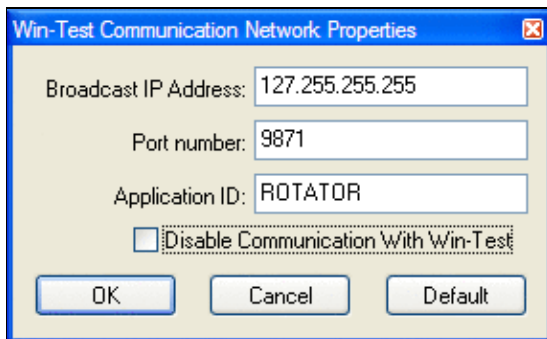 Win-Test Communication Network Properties
Broadcast IP Address: 127.255.255.255
Port number: 9871
Application ID: ROTATOR
Disable Communication With Win-Test
OK Cancel Default